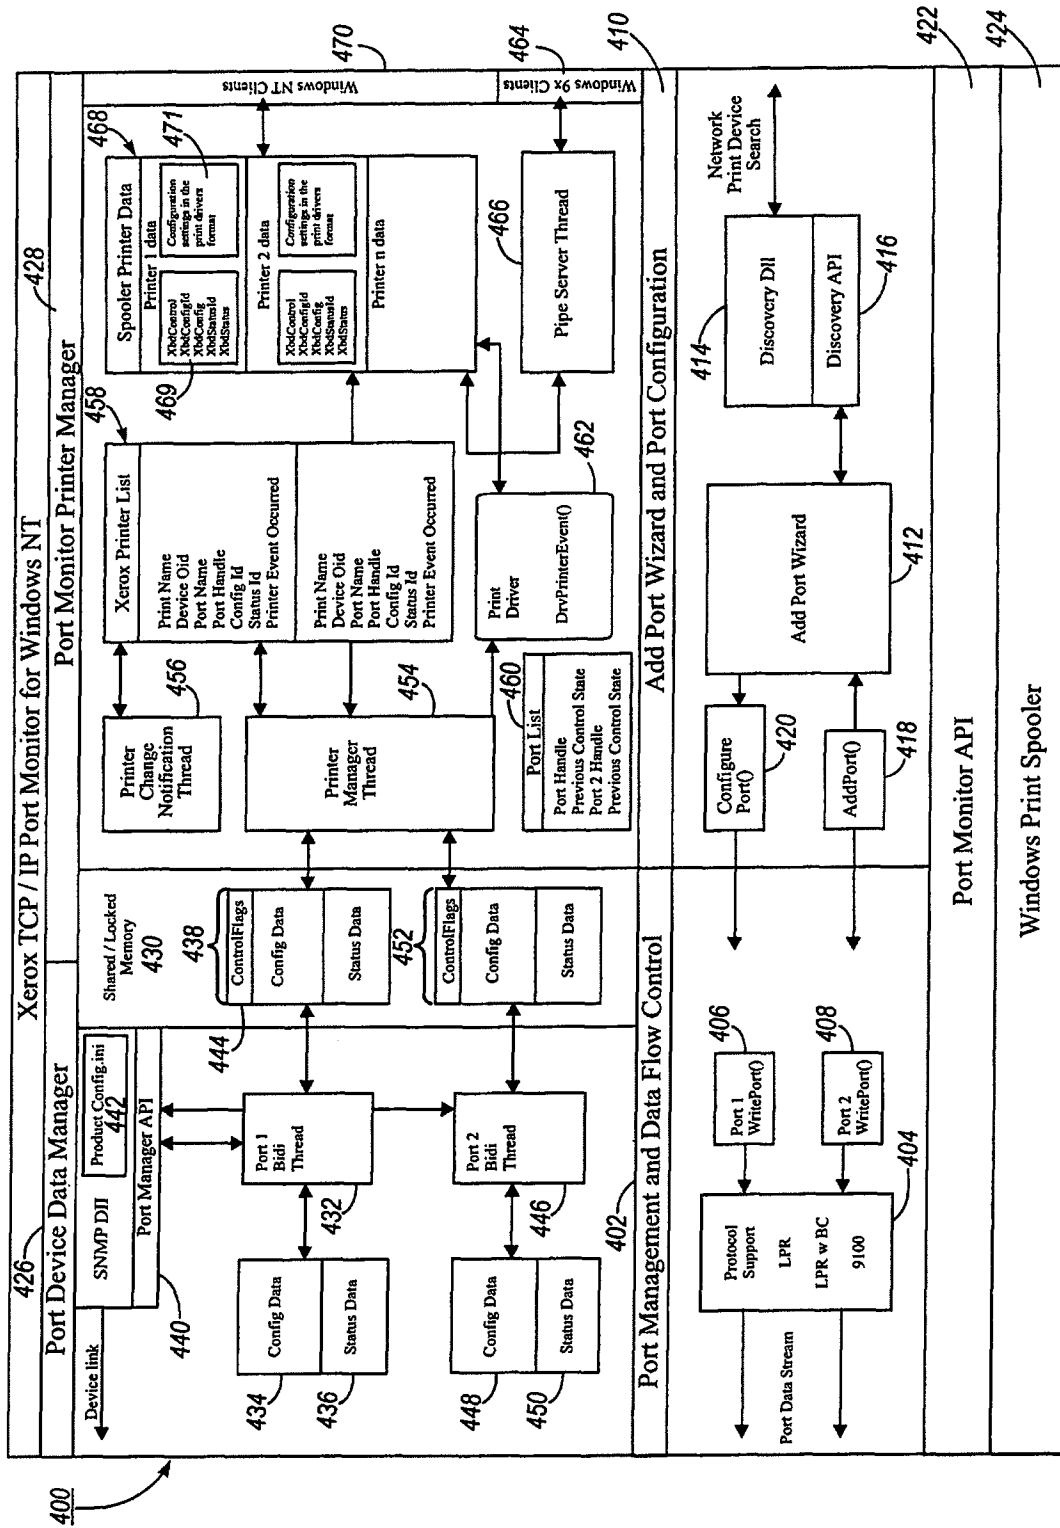 400
Xerox TCP / IP Port Monitor for Windows NT
426
Port Device Data Manager
428
Port Monitor Printer Manager
Device link
SNMP Dll
Product Config.ini
442
Port Manager API
440
Shared / Locked
Memory
430
Config Data
434
Status Data
436
Port 1
Bidi
Thread
432
438
ControlFlags
Config Data
Status Data
444
Config Data
448
Status Data
450
Port 2
Bidi
Thread
446
452
ControlFlags
Config Data
Status Data
Printer
Change
Notification
Thread
456
Printer
Manager
Thread
454
Xerox Printer List
458
Print Name
Device Oid
Port Name
Port Handle
Config Id
Status Id
Printer Event Occurred
Print Name
Device Oid
Port Name
Port Handle
Config Id
Status Id
Printer Event Occurred
Port List
460
Port Handle
Previous Control State
Port 2 Handle
Previous Control State
Print
Driver
DrvPrinterEvent()
462
Spooler Printer Data
468
Printer 1 data
XbdControl
XbdConfigId
XbdConfig
XbdStatusId
XbdStatus
469
Configuration
settings in the
print drivers
format
471
Printer 2 data
XbdControl
XbdConfigId
XbdConfig
XbdStatusId
XbdStatus
Configuration
settings in the
print drivers
format
Printer n data
Pipe Server Thread
466
Windows NT Clients
470
Windows 9x Clients
464
402
Port Management and Data Flow Control
Add Port Wizard and Port Configuration
410
Port Data Stream
Protocol
Support
LPR
LPR w BC
9100
404
Port 1
WritePort()
406
Port 2
WritePort()
408
Configure
Port()
420
AddPort()
418
Add Port Wizard
412
414
Discovery Dll
Discovery API
416
Network
Print Device
Search
Port Monitor API
422
Windows Print Spooler
424